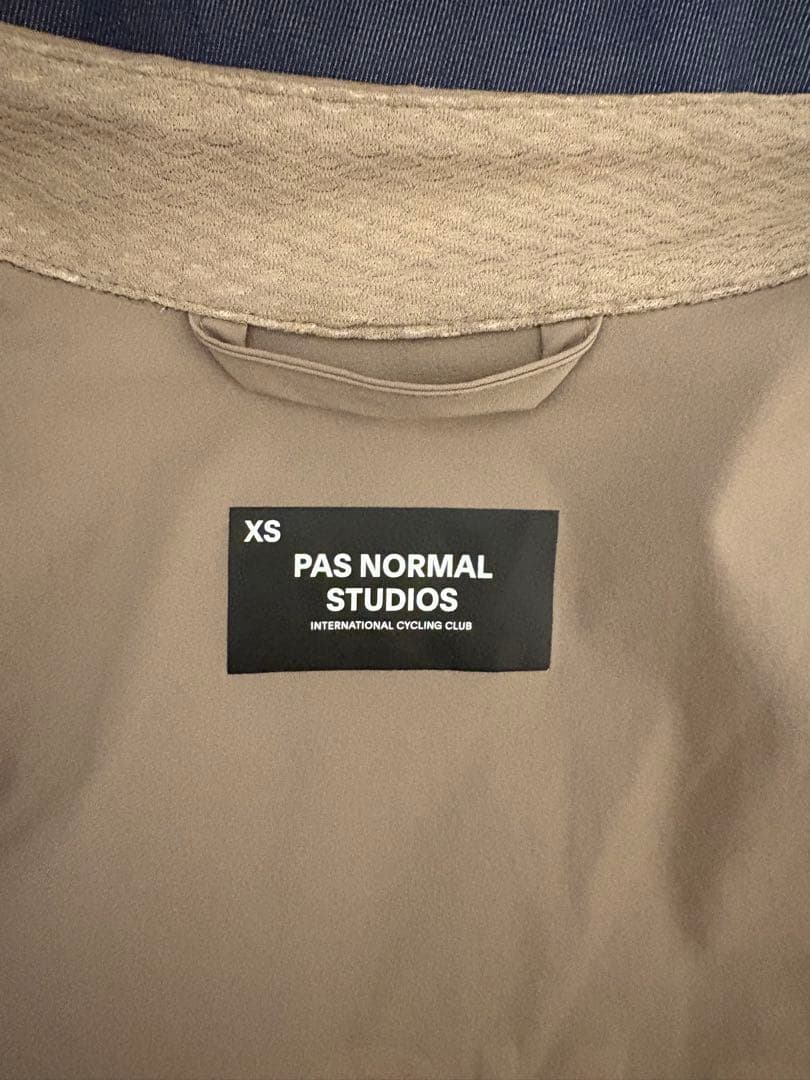 XS
PAS NORMAL
STUDIOS
INTERNATIONAL CYCLING CLUB